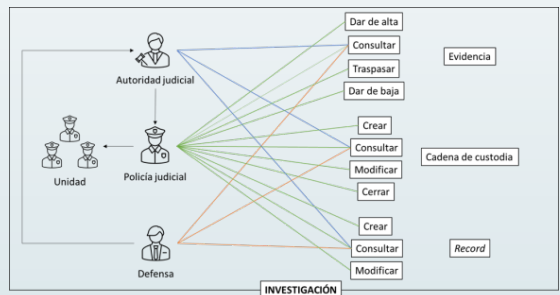 Dar de alta
Consultar
Traspasar
Dar de baja
Evidencia
Autoridad judicial
Crear
Consultar
Modificar
Cerrar
Cadena de custodia
Unidad
Policía judicial
Crear
Consultar
Modificar
Record
Defensa
INVESTIGACIÓN